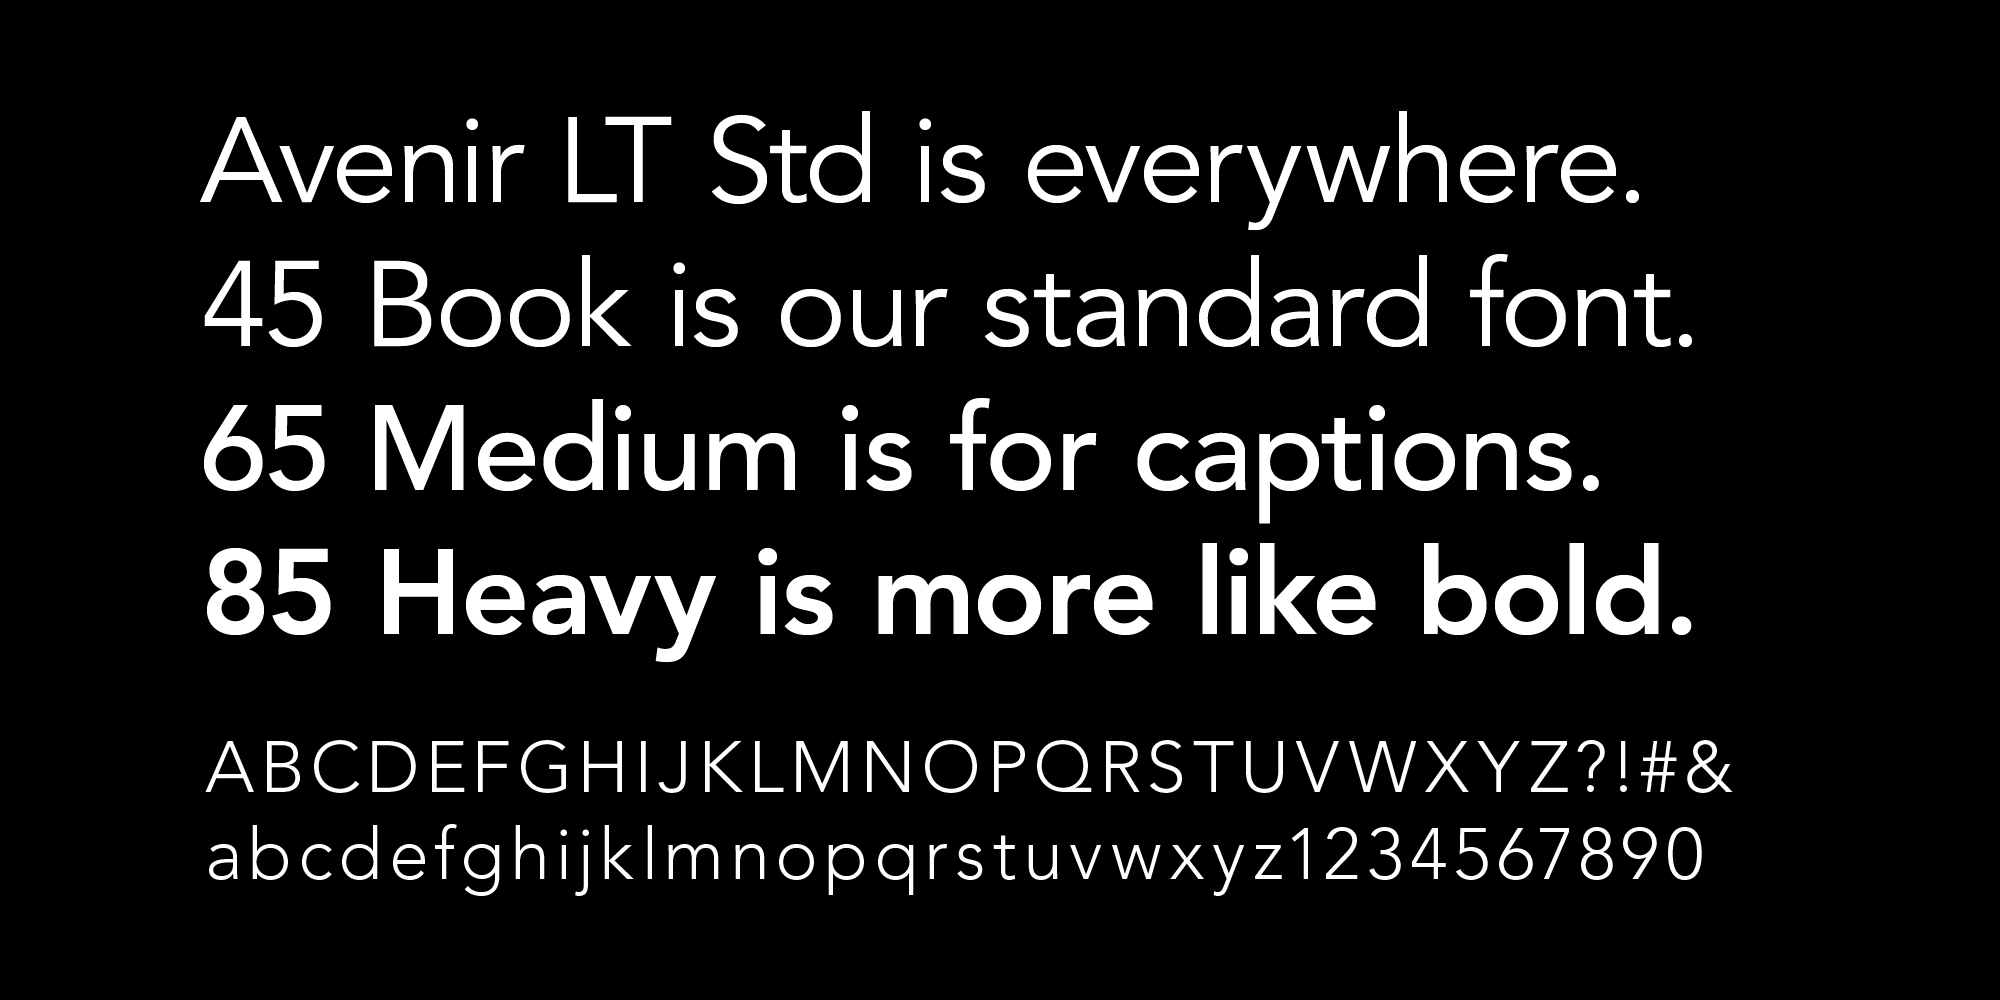 Avenir LT Std is everywhere.
45 Book is our standard font.
65 Medium is for captions.
85 Heavy is more like bold.
ABCDEFGHIJKLMNOPQRSTUVWXYZ?!#&
abcdefghijklmnopqrstuvwxyz1234567890